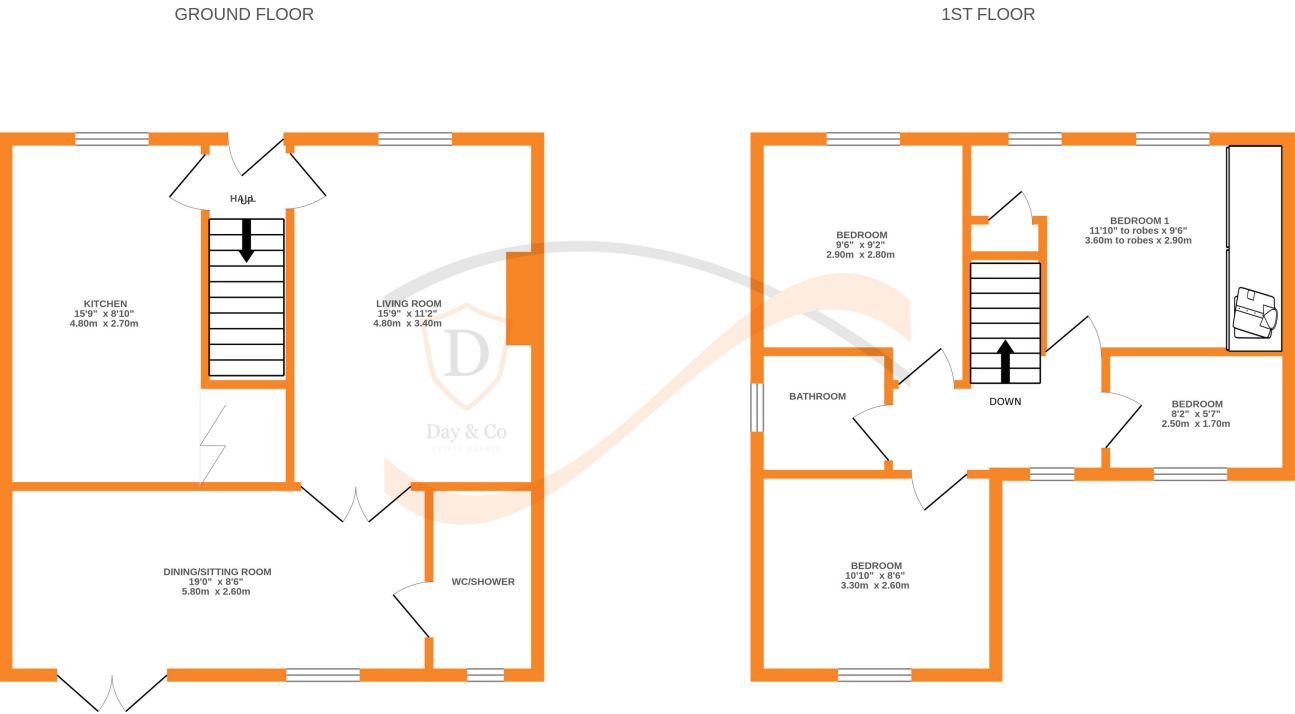 GROUND FLOOR
1ST FLOOR
HALL
UP
KITCHEN
15'9" x 8'10"
4.80m x 2.70m
LIVING ROOM
15'9" x 11'2"
4.80m x 3.40m
D
Day & Co
ESTATE AGENTS
DINING/SITTING ROOM
19'0" x 8'6"
5.80m x 2.60m
WC/SHOWER
BEDROOM
9'6" x 9'2"
2.90m x 2.80m
BEDROOM 1
11'10" to robes x 9'6"
3.60m to robes x 2.90m
BATHROOM
DOWN
BEDROOM
8'2" x 5'7"
2.50m x 1.70m
BEDROOM
10'10" x 8'6"
3.30m x 2.60m